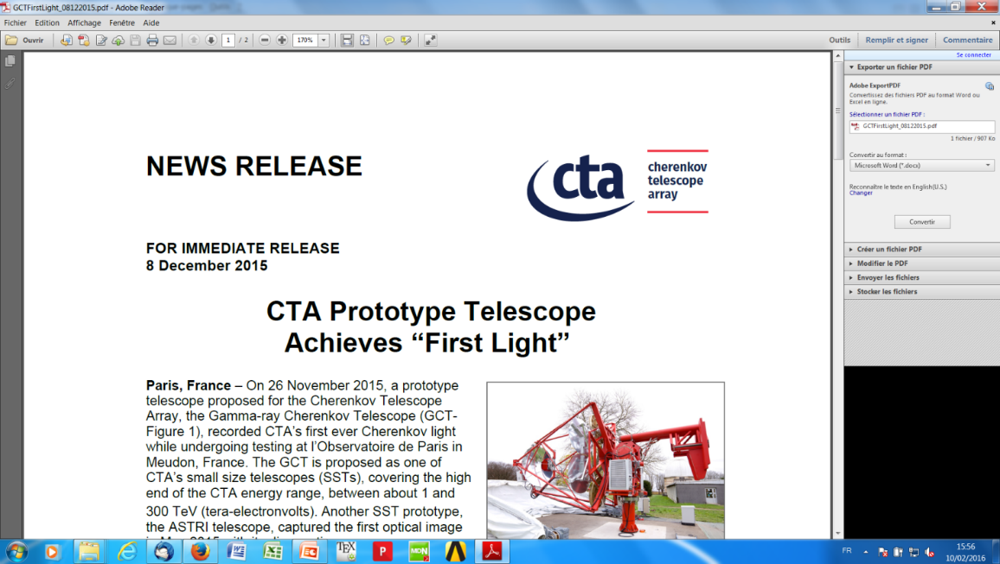 GCTFirstLight_08122015.pdf - Adobe Reader
Fichier Edition Affichage Fenêtre Aide
Ouvrir 1 / 2 170% Outils Remplir et signer Commentaire
Se connecter
Exporter un fichier PDF
Adobe ExportPDF
Convertissez des fichiers PDF au format Word ou
Excel en ligne.
Sélectionner un fichier PDF :
GCTFirstLight_08122015.pdf
1 fichier / 907 Ko
Convertir au format :
Microsoft Word (*.docx)
Reconnaître le texte en English(U.S.)
Changer
Convertir
Créer un fichier PDF
Modifier le PDF
Envoyer les fichiers
Stocker les fichiers
NEWS RELEASE
cta
cherenkov
telescope
array
FOR IMMEDIATE RELEASE
8 December 2015
CTA Prototype Telescope
Achieves “First Light”
Paris, France – On 26 November 2015, a prototype
telescope proposed for the Cherenkov Telescope
Array, the Gamma-ray Cherenkov Telescope (GCT-
Figure 1), recorded CTA’s first ever Cherenkov light
while undergoing testing at l’Observatoire de Paris in
Meudon, France. The GCT is proposed as one of
CTA’s small size telescopes (SSTs), covering the high
end of the CTA energy range, between about 1 and
300 TeV (tera-electronvolts). Another SST prototype,
the ASTRI telescope, captured the first optical image
FR 15:56
10/02/2016